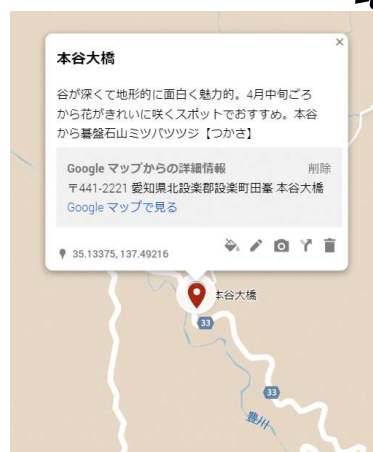 本谷大橋
谷が深くて地形的に面白く魅力的。4月中旬ごろ
から花がきれいに咲くスポットでおすすめ。本谷
から碁盤石山ミツバツツジ【つかさ】
Google マップからの詳細情報 削除
〒441-2221 愛知県北設楽郡設楽町田峯 本谷大橋
Google マップで見る
35.13375, 137.49216
本谷大橋
33
33
豊川